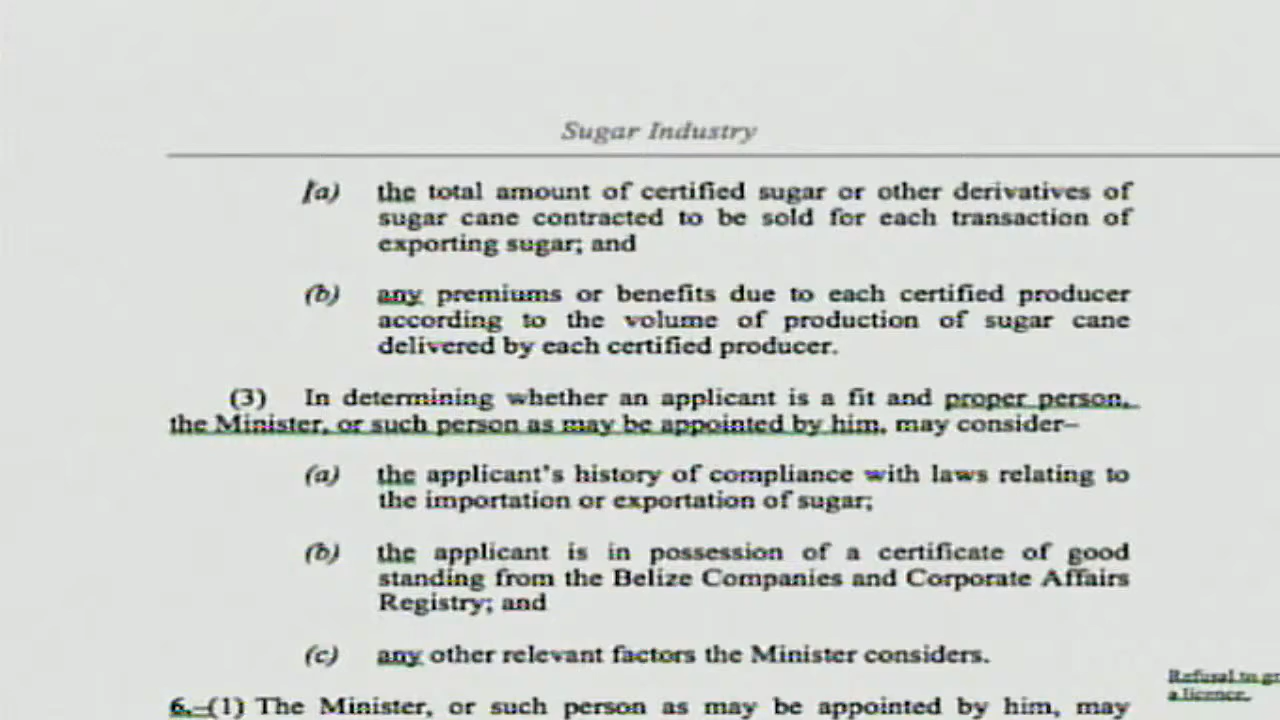 Sugar Industry
(a) the total amount of certified sugar or other derivatives of
sugar cane contracted to be sold for each transaction of
exporting sugar; and
(b) any premiums or benefits due to each certified producer
according to the volume of production of sugar cane
delivered by each certified producer.
(3) In determining whether an applicant is a fit and proper person,
the Minister, or such person as may be appointed by him, may consider–
(a) the applicant's history of compliance with laws relating to
the importation or exportation of sugar;
(b) the applicant is in possession of a certificate of good
standing from the Belize Companies and Corporate Affairs
Registry; and
(c) any other relevant factors the Minister considers.
Refusal to
a licence.
6.–(1) The Minister, or such person as may be appointed by him, may